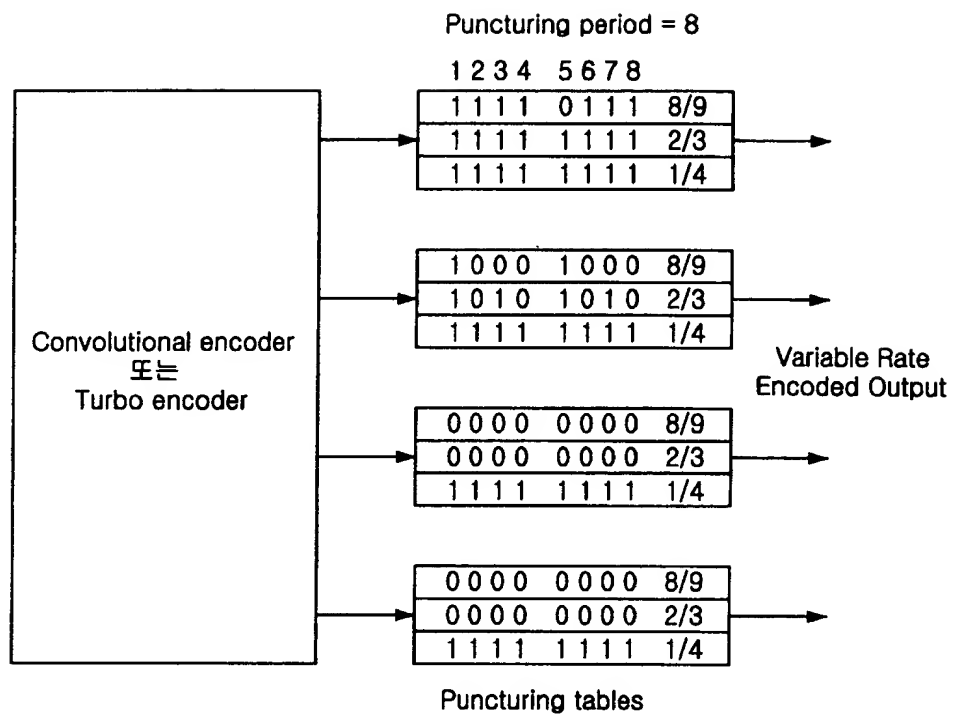 Puncturing period = 8
1 2 3 4 5 6 7 8
1 1 1 1 0 1 1 1 8/9
1 1 1 1 1 1 1 1 2/3
1 1 1 1 1 1 1 1 1/4
1 0 0 0 1 0 0 0 8/9
1 0 1 0 1 0 1 0 2/3
1 1 1 1 1 1 1 1 1/4
Convolutional encoder
또는
Turbo encoder
Variable Rate
Encoded Output
0 0 0 0 0 0 0 0 8/9
0 0 0 0 0 0 0 0 2/3
1 1 1 1 1 1 1 1 1/4
0 0 0 0 0 0 0 0 8/9
0 0 0 0 0 0 0 0 2/3
1 1 1 1 1 1 1 1 1/4
Puncturing tables